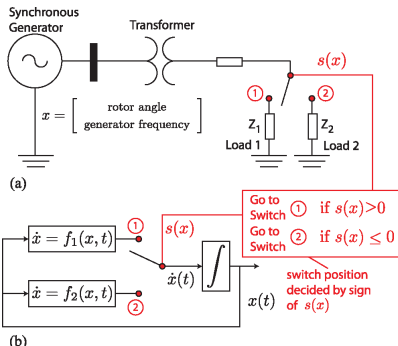 Synchronous
Generator
Transformer
s(x)
x = [ rotor angle
generator frequency ]
1
2
Z1
Z2
Load 1
Load 2
(a)
Go to
Switch 1 if s(x)>0
Go to
Switch 2 if s(x) ≤ 0
switch position
decided by sign
of s(x)
ẋ = f1(x, t)
1
s(x)
ẋ(t)
∫
x(t)
ẋ = f2(x, t)
2
(b)